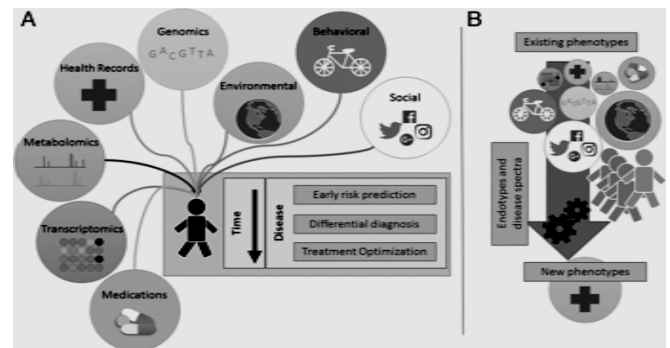 A
Genomics
GACGTTA
Behavioral
Health Records
Environmental
Social
Metabolomics
Transcriptomics
Medications
Time
Disease
Early risk prediction
Differential diagnosis
Treatment Optimization
B
Existing phenotypes
GACGTTA
Endotypes and
disease spectra
New phenotypes